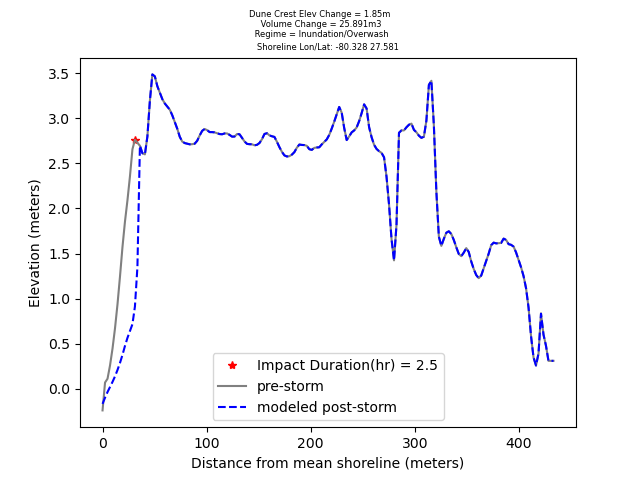 Dune Crest Elev Change = 1.85m
Volume Change = 25.891m3
Regime = Inundation/Overwash
Shoreline Lon/Lat: -80.328 27.581
3.5
3.0
2.5
2.0
1.5
1.0
0.5
0.0
Elevation (meters)
Impact Duration(hr) = 2.5
pre-storm
modeled post-storm
0 100 200 300 400
Distance from mean shoreline (meters)